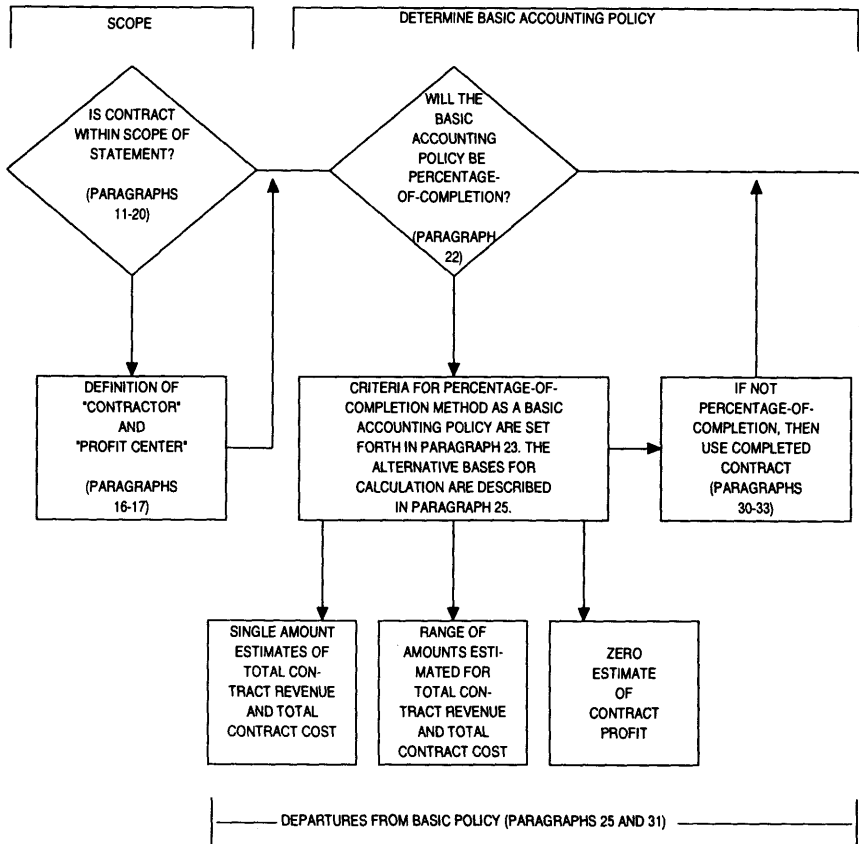 SCOPE
DETERMINE BASIC ACCOUNTING POLICY
IS CONTRACT
WITHIN SCOPE OF
STATEMENT?
(PARAGRAPHS
11-20)
WILL THE
BASIC
ACCOUNTING
POLICY BE
PERCENTAGE-
OF-COMPLETION?
(PARAGRAPH
22)
DEFINITION OF
"CONTRACTOR"
AND
"PROFIT CENTER"
(PARAGRAPHS
16-17)
CRITERIA FOR PERCENTAGE-OF-
COMPLETION METHOD AS A BASIC
ACCOUNTING POLICY ARE SET
FORTH IN PARAGRAPH 23. THE
ALTERNATIVE BASES FOR
CALCULATION ARE DESCRIBED
IN PARAGRAPH 25.
IF NOT
PERCENTAGE-OF-
COMPLETION, THEN
USE COMPLETED
CONTRACT
(PARAGRAPHS
30-33)
SINGLE AMOUNT
ESTIMATES OF
TOTAL CON-
TRACT REVENUE
AND TOTAL
CONTRACT COST
RANGE OF
AMOUNTS ESTI-
MATED FOR
TOTAL CON-
TRACT REVENUE
AND TOTAL
CONTRACT COST
ZERO
ESTIMATE
OF
CONTRACT
PROFIT
DEPARTURES FROM BASIC POLICY (PARAGRAPHS 25 AND 31)